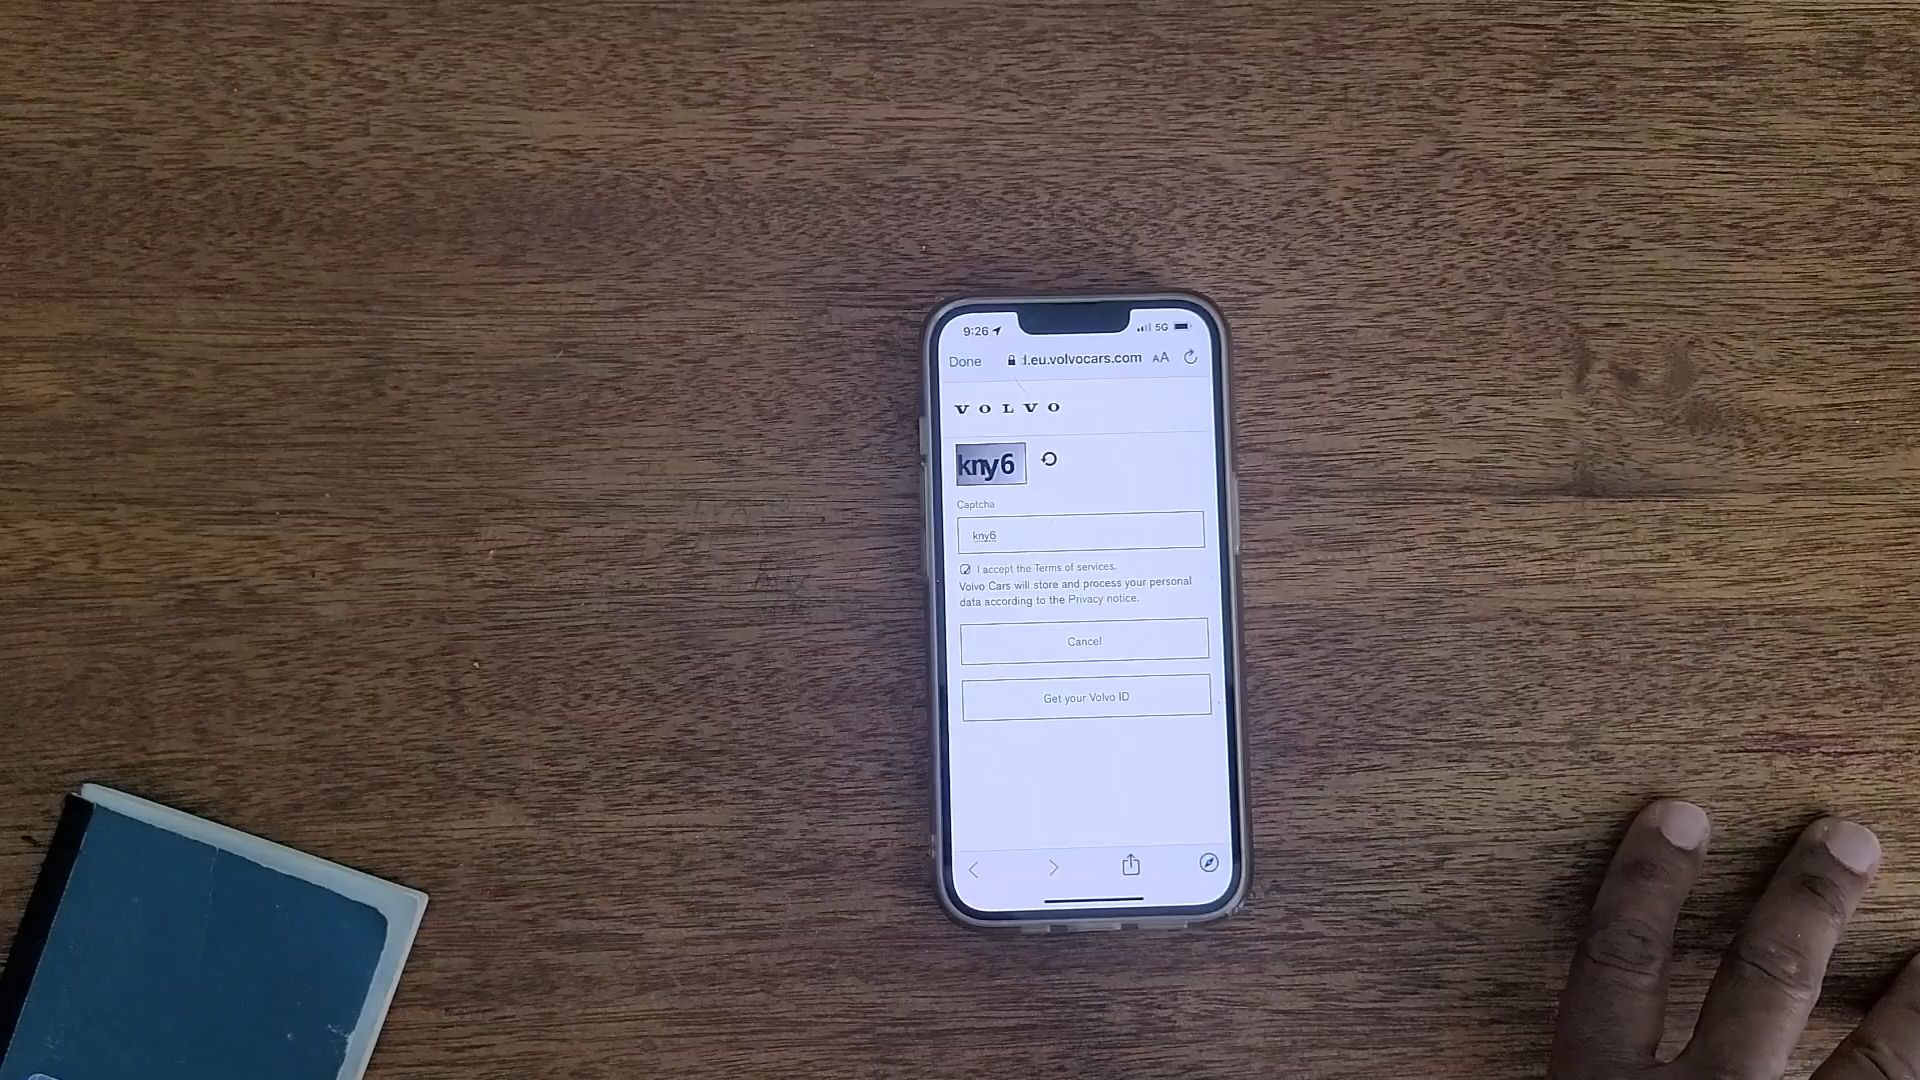 9:26 5G
Done l.eu.volvocars.com AA
VOLVO
kny6
Captcha
kny6
I accept the Terms of services.
Volvo Cars will store and process your personal
data according to the Privacy notice.
Cancel
Get your Volvo ID